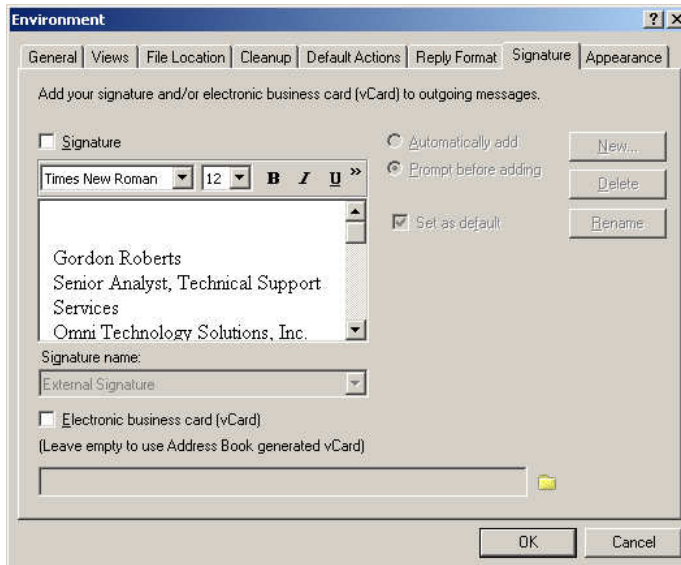 Environment
General Views File Location Cleanup Default Actions Reply Format Signature Appearance
Add your signature and/or electronic business card (vCard) to outgoing messages.
Signature
Automatically add
New...
Times New Roman 12 B I U »
Prompt before adding
Delete
Set as default
Rename
Gordon Roberts
Senior Analyst, Technical Support
Services
Omni Technology Solutions, Inc.
Signature name:
External Signature
Electronic business card (vCard)
(Leave empty to use Address Book generated vCard)
OK Cancel